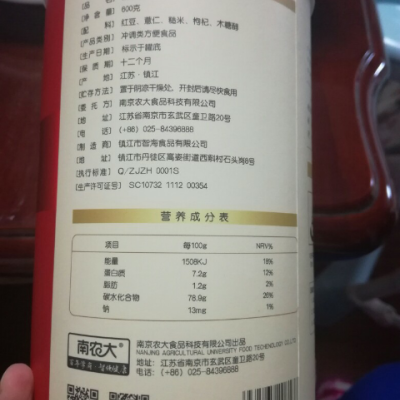 净 含 量：600克
配　　料：红豆、薏仁、糙米、枸杞、木糖醇
产品类别：冲调类方便食品
生产日期：标示于罐底
保 质 期：十二个月
产　　地：江苏·镇江
贮存方法：置于阴凉干燥处，开封后请尽快食用
委 托 方：南京农大食品科技有限公司
地　　址：江苏省南京市玄武区童卫路20号
电　　话：(+86) 025-84396888
制 造 商：镇江市智海食品有限公司
地　　址：镇江市丹徒区高姿街道西斛村石头岗8号
执行标准：Q/ZJZH 0001S
生产许可证号：SC10732 1112 00354
营养成分表
项目 每100g NRV%
能量 1508KJ 18%
蛋白质 7.2g 12%
脂肪 1.2g 2%
碳水化合物 78.9g 26%
钠 13mg 1%
南农大
南京农大食品科技有限公司出品
NANJING AGRICULTURAL UNIVERSITY FOOD TECHNOLOGY CO.,LTD
地址：江苏省南京市玄武区童卫路20号
电话：(+86) 025-84396888